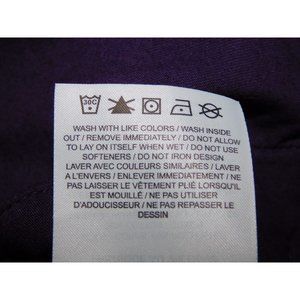 30C
WASH WITH LIKE COLORS / WASH INSIDE
OUT / REMOVE IMMEDIATELY / DO NOT ALLOW
TO LAY ON ITSELF WHEN WET / DO NOT USE
SOFTENERS / DO NOT IRON DESIGN
LAVER AVEC COULEURS SIMILAIRES / LAVER
A L'ENVERS / ENLEVER IMMÉDIATEMENT / NE
PAS LAISSER LE VÊTEMENT PLIÉ LORSQU'IL
EST MOUILLÉ / NE PAS UTILISER
D'ADOUCISSEUR / NE PAS REPASSER LE
DESSIN